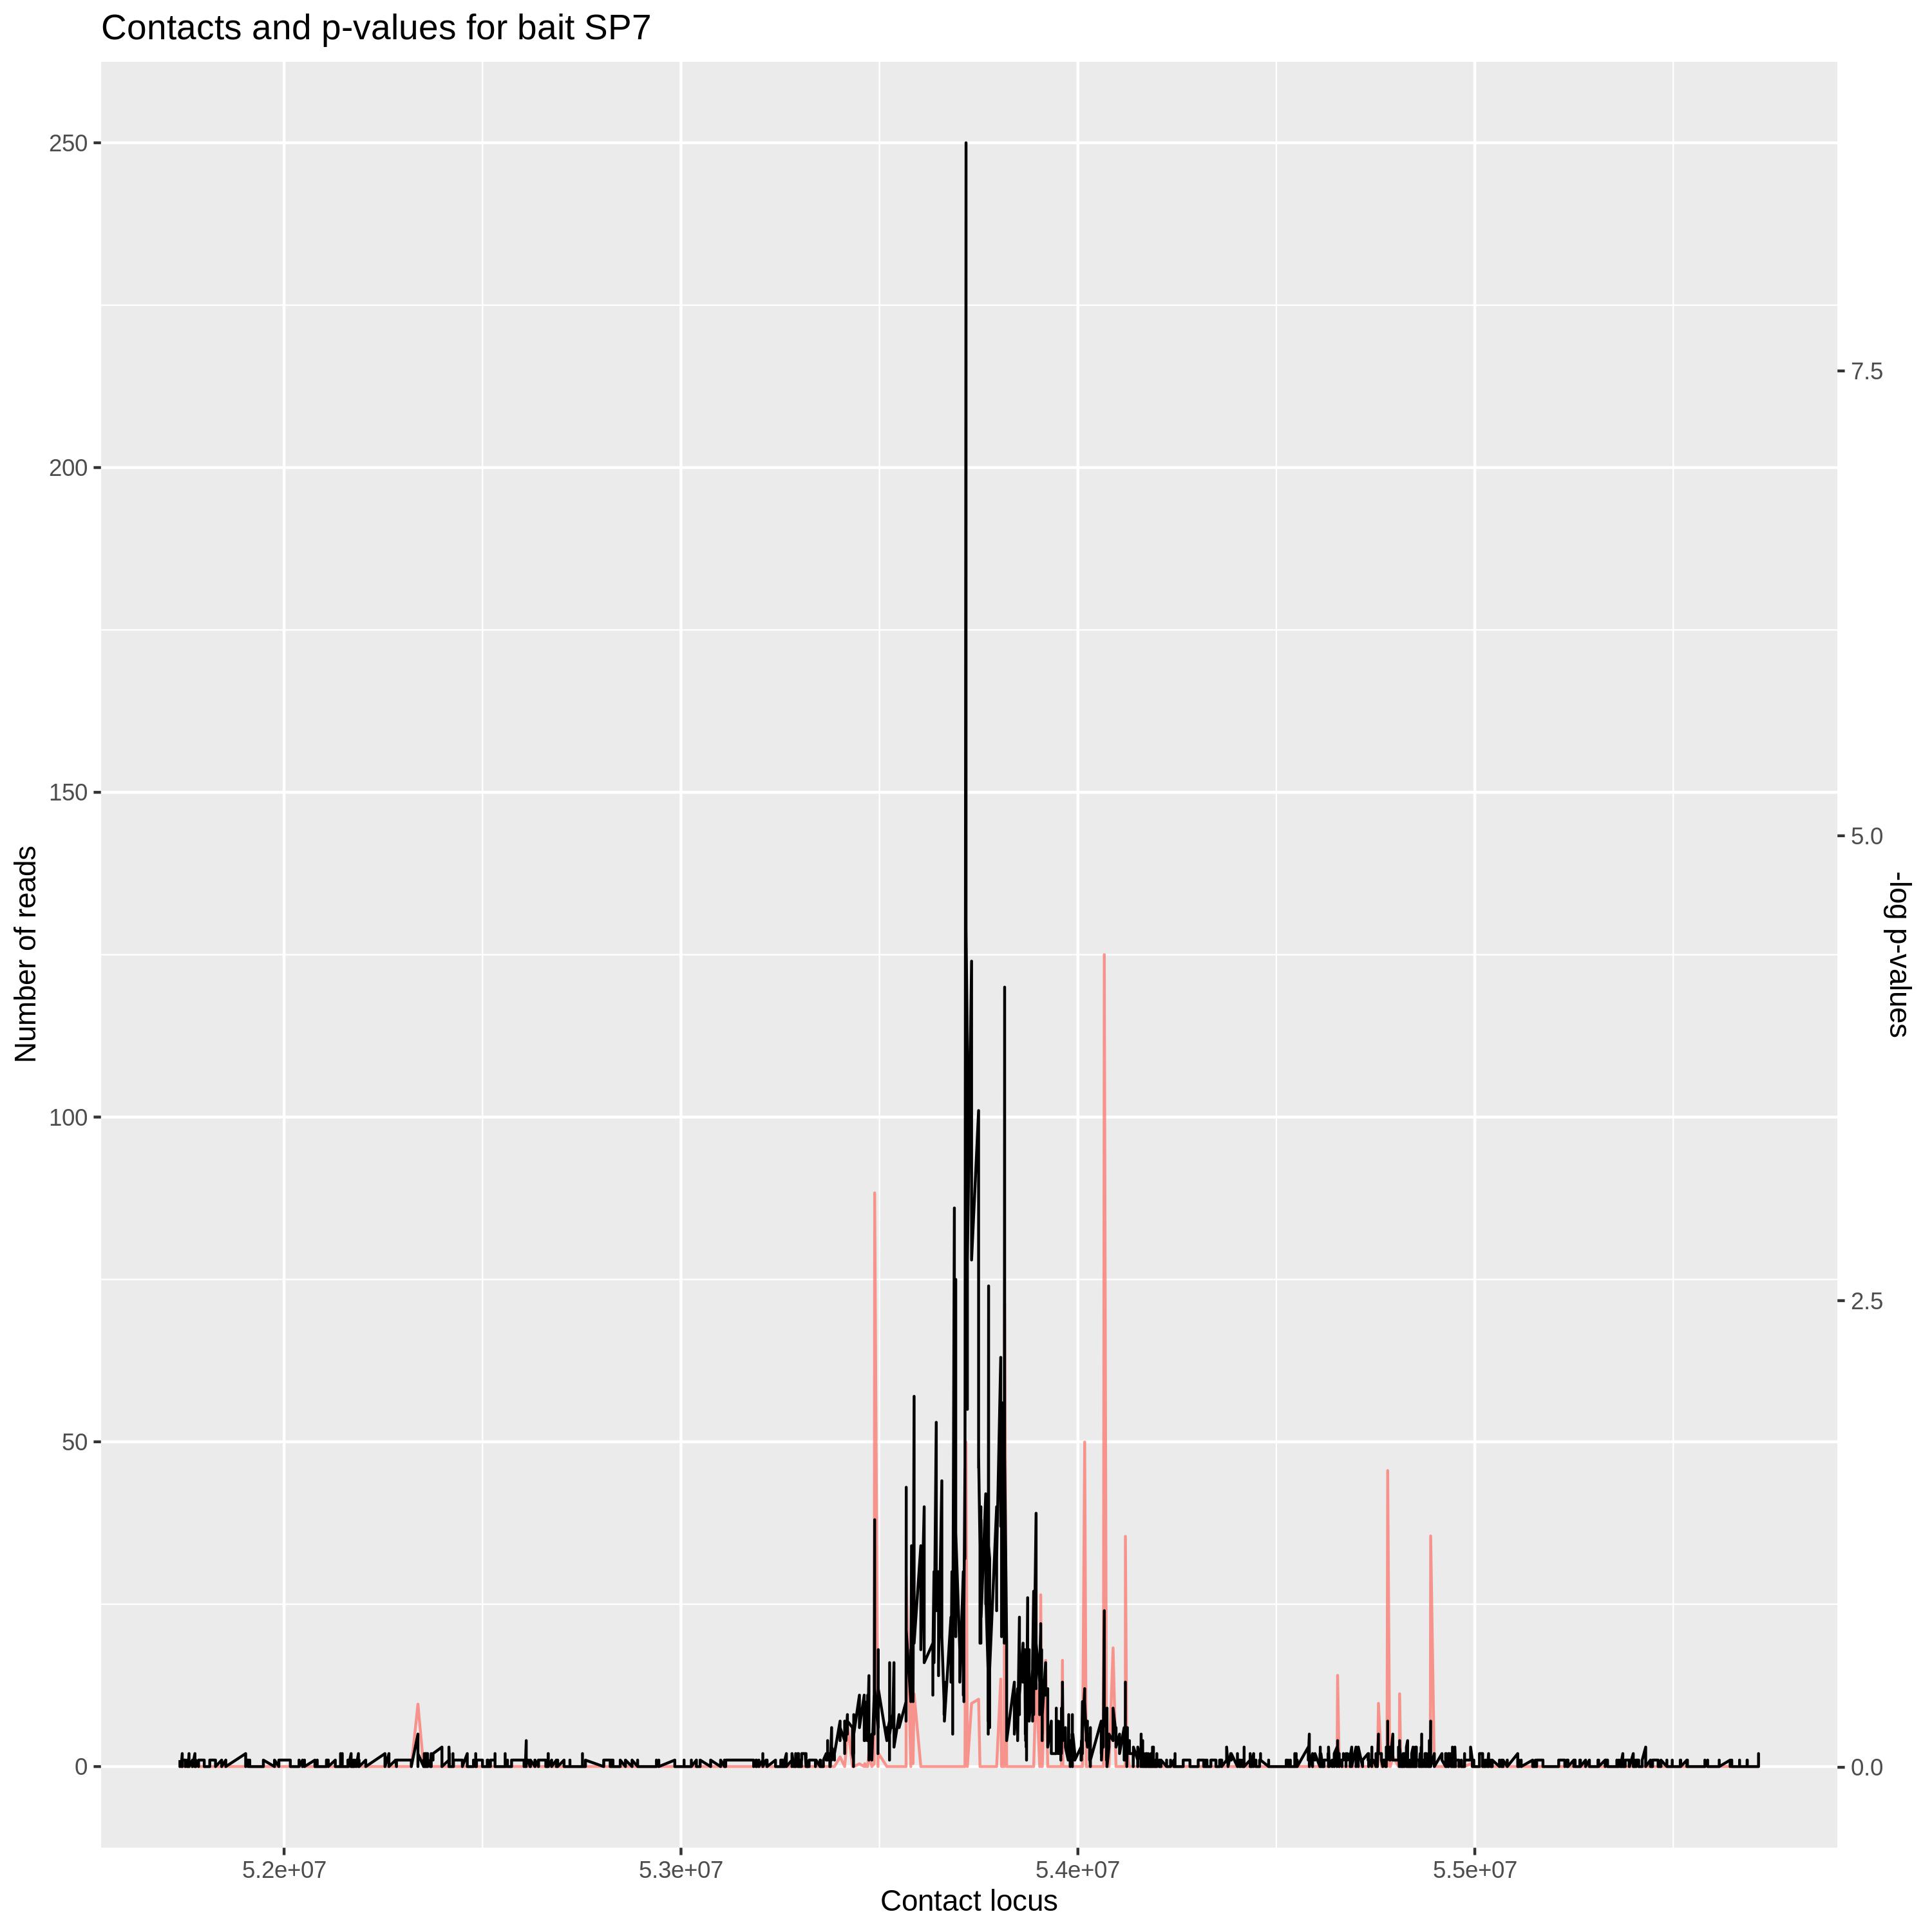 Contacts and p-values for bait SP7
250
200
150
100
50
0
Number of reads
7.5
5.0
2.5
0.0
-log p-values
5.2e+07
5.3e+07
5.4e+07
5.5e+07
Contact locus